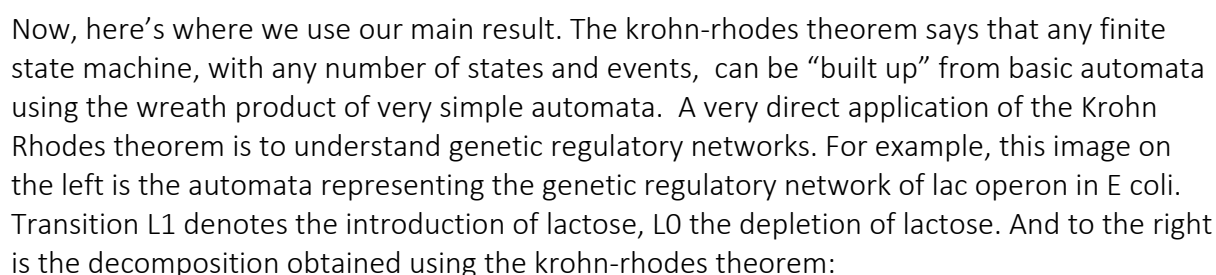 Now, here’s where we use our main result. The krohn-rhodes theorem says that any finite
state machine, with any number of states and events,  can be “built up” from basic automata
using the wreath product of very simple automata.  A very direct application of the Krohn
Rhodes theorem is to understand genetic regulatory networks. For example, this image on
the left is the automata representing the genetic regulatory network of lac operon in E coli.
Transition L1 denotes the introduction of lactose, L0 the depletion of lactose. And to the right
is the decomposition obtained using the krohn-rhodes theorem: